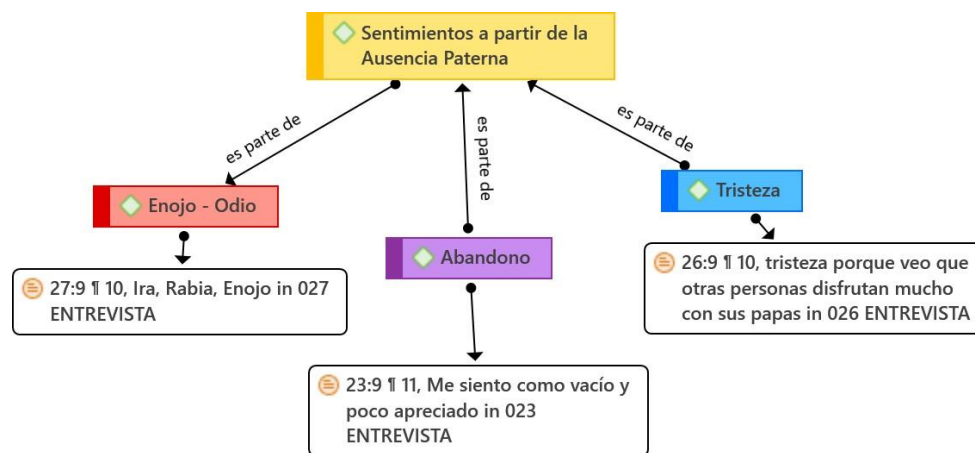 Sentimientos a partir de la
Ausencia Paterna
es parte de
es parte de
es parte de
Enojo - Odio
Abandono
Tristeza
27:9 ¶ 10, Ira, Rabia, Enojo in 027
ENTREVISTA
23:9 ¶ 11, Me siento como vacío y
poco apreciado in 023
ENTREVISTA
26:9 ¶ 10, tristeza porque veo que
otras personas disfrutan mucho
con sus papas in 026 ENTREVISTA